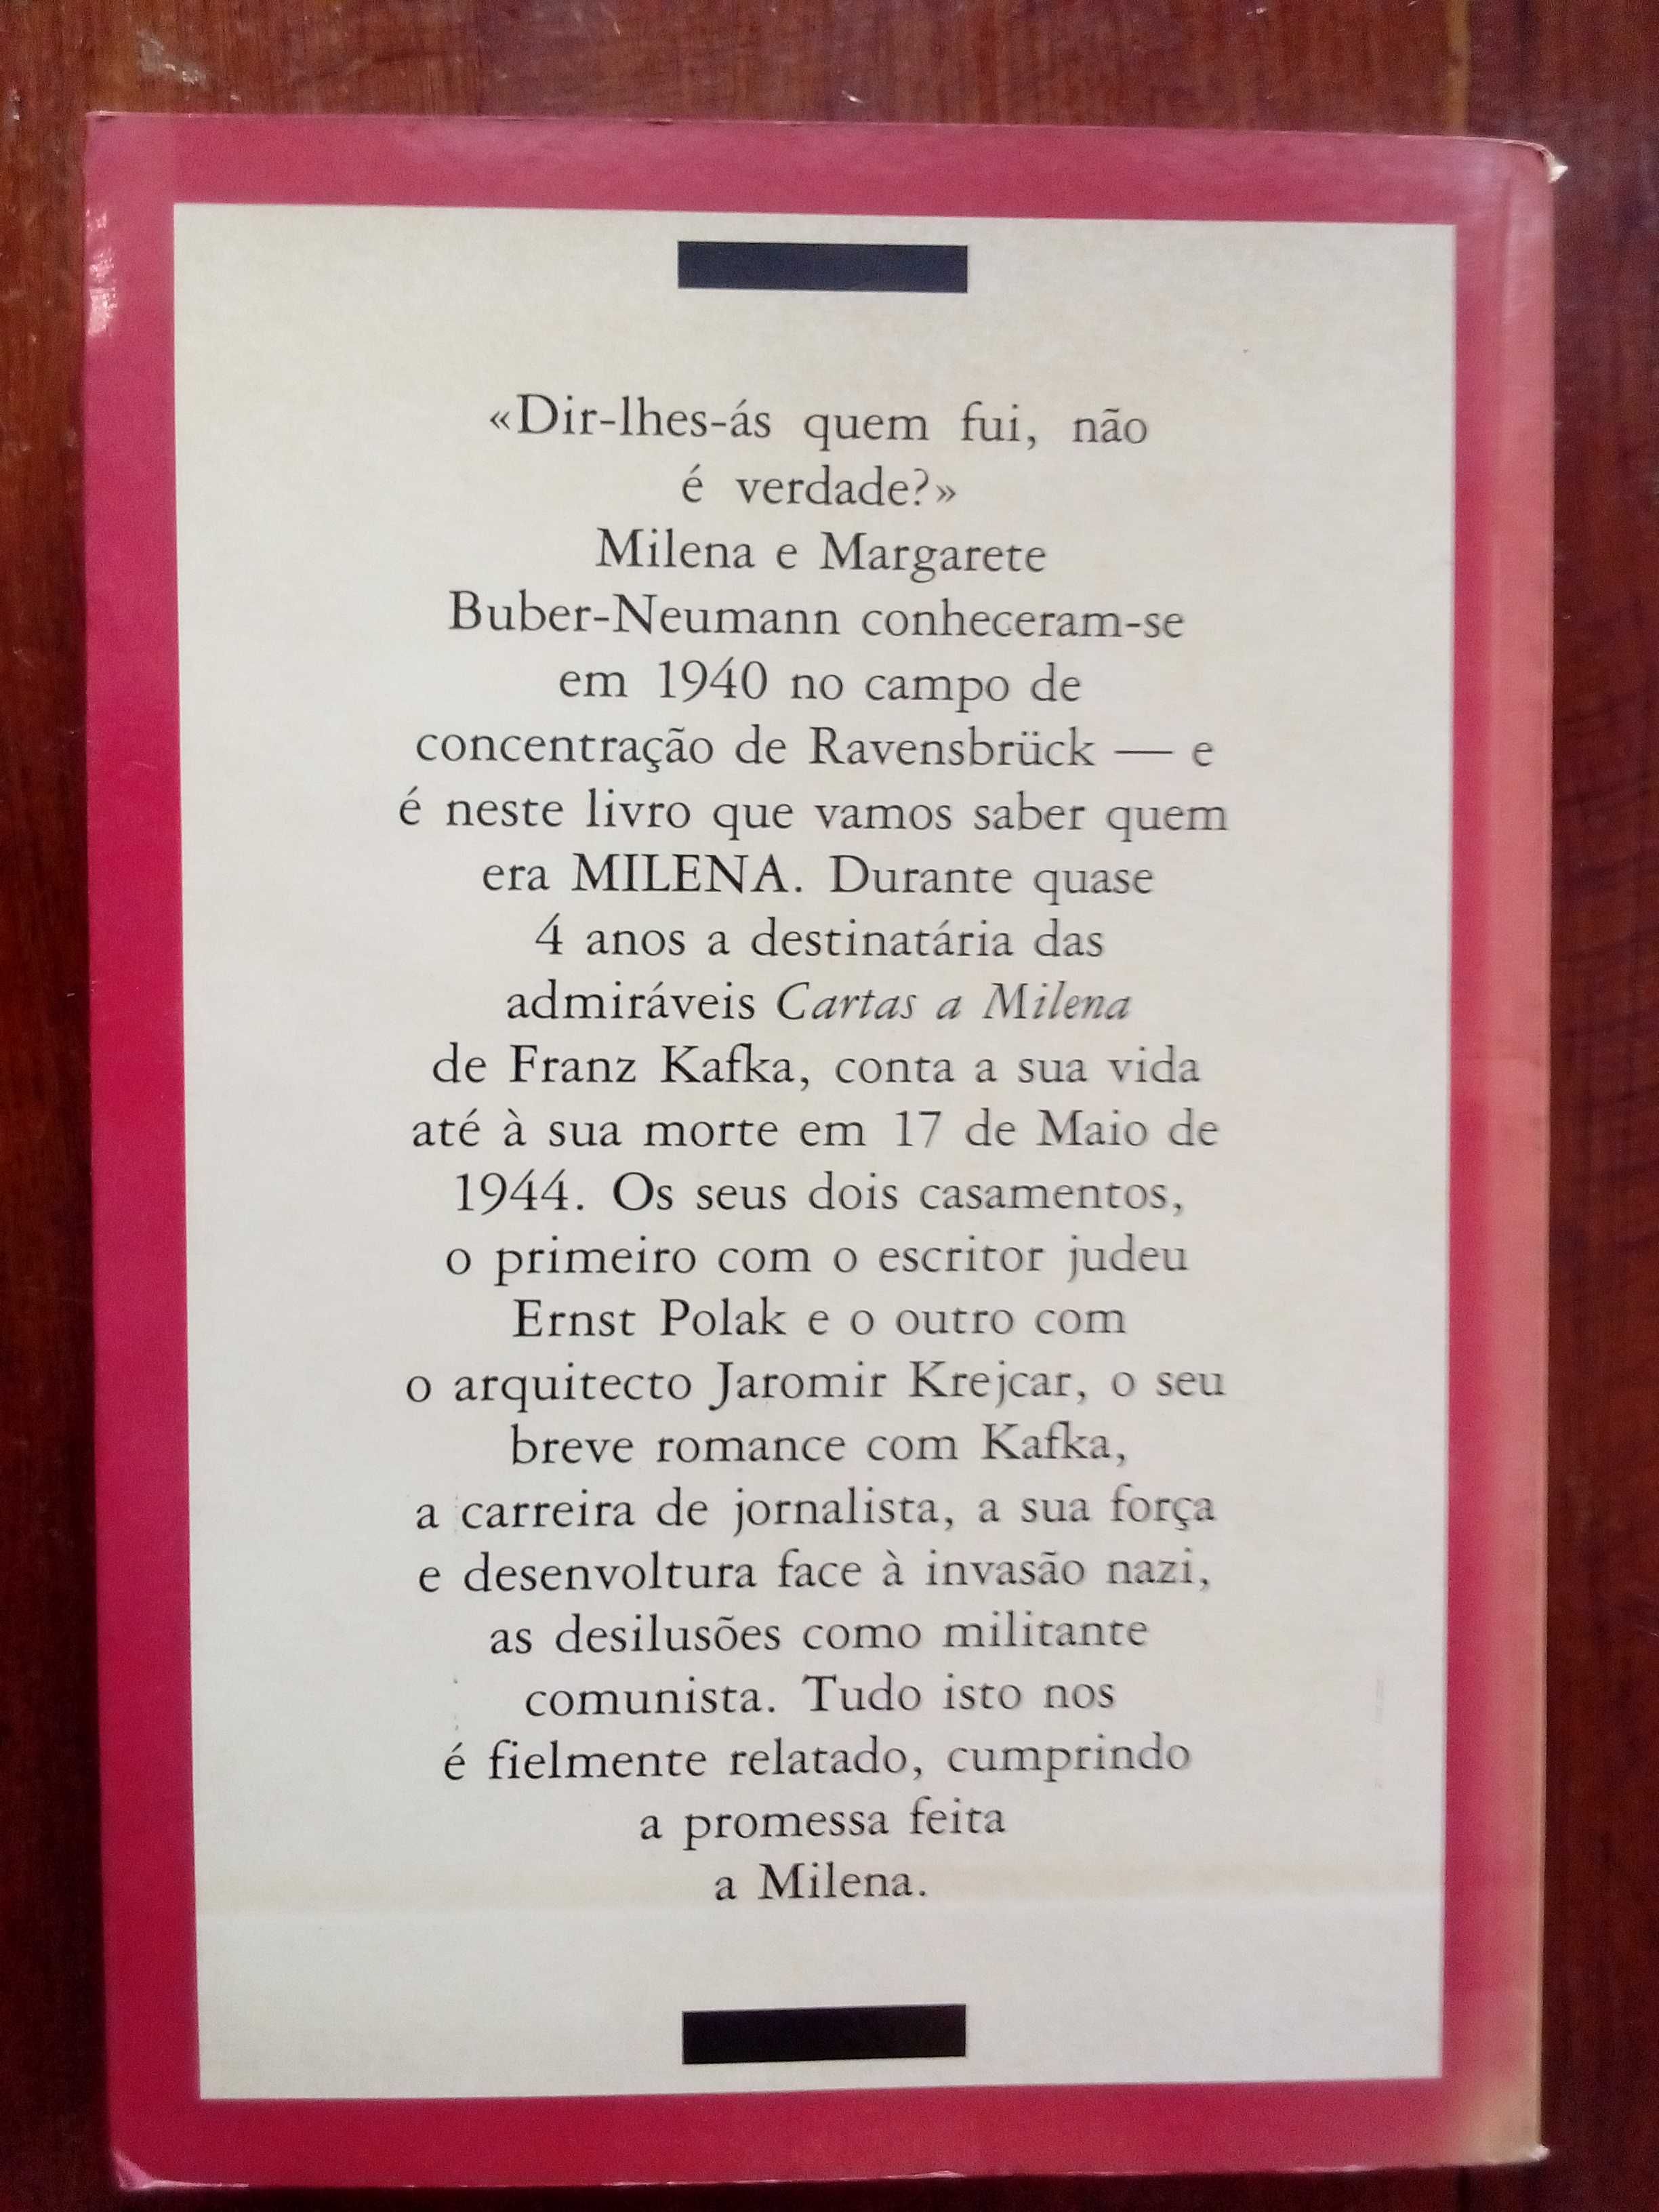 «Dir-lhes-ás quem fui, não
é verdade?»
Milena e Margarete
Buber-Neumann conheceram-se
em 1940 no campo de
concentração de Ravensbrück — e
é neste livro que vamos saber quem
era MILENA. Durante quase
4 anos a destinatária das
admiráveis Cartas a Milena
de Franz Kafka, conta a sua vida
até à sua morte em 17 de Maio de
1944. Os seus dois casamentos,
o primeiro com o escritor judeu
Ernst Polak e o outro com
o arquitecto Jaromir Krejcar, o seu
breve romance com Kafka,
a carreira de jornalista, a sua força
e desenvoltura face à invasão nazi,
as desilusões como militante
comunista. Tudo isto nos
é fielmente relatado, cumprindo
a promessa feita
a Milena.